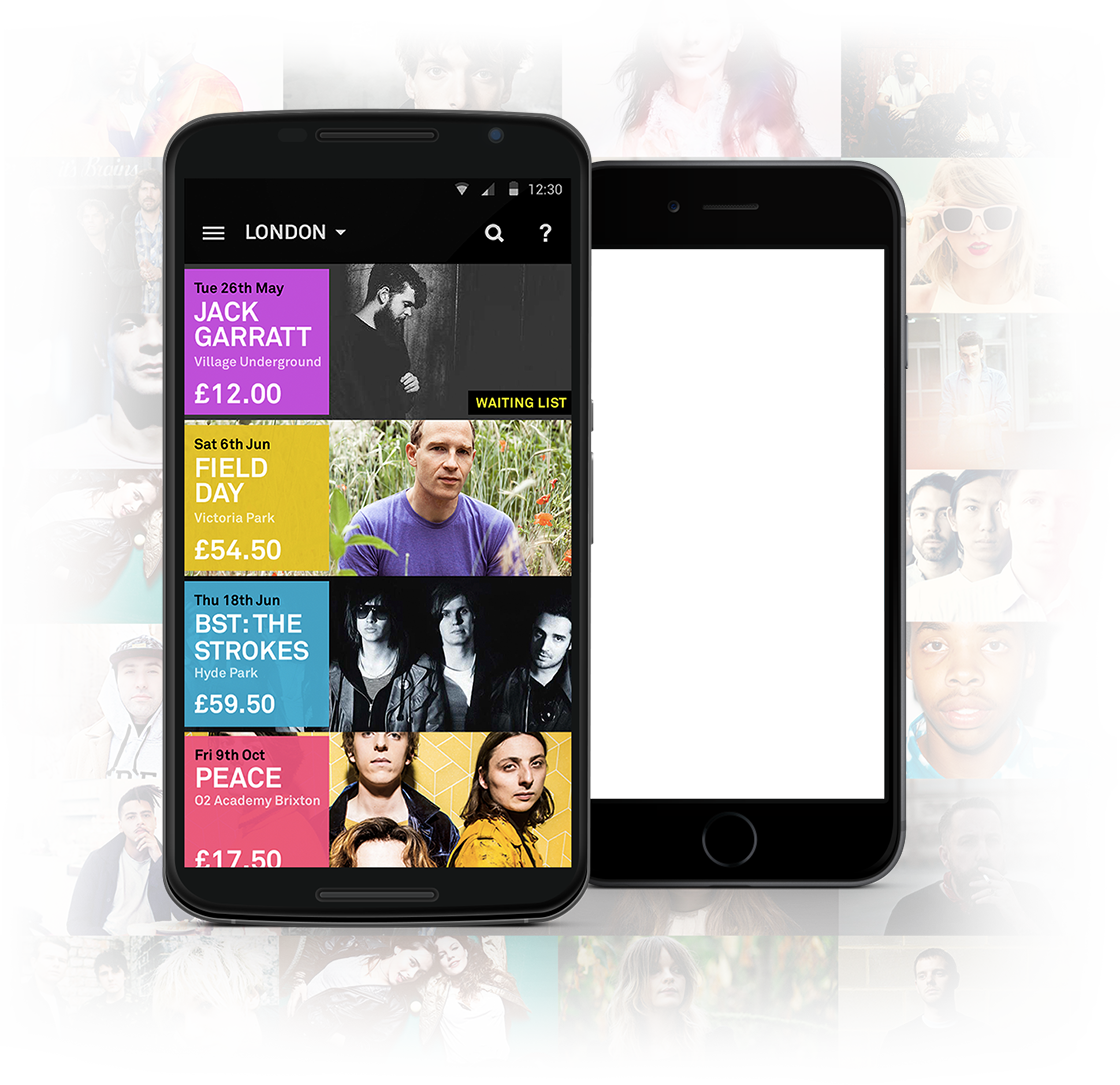 12:30
LONDON
?
Tue 26th May
JACK
GARRATT
Village Underground
£12.00
WAITING LIST
Sat 6th Jun
FIELD
DAY
Victoria Park
£54.50
Thu 18th Jun
BST: THE
STROKES
Hyde Park
£59.50
Fri 9th Oct
PEACE
O2 Academy Brixton
£17.50